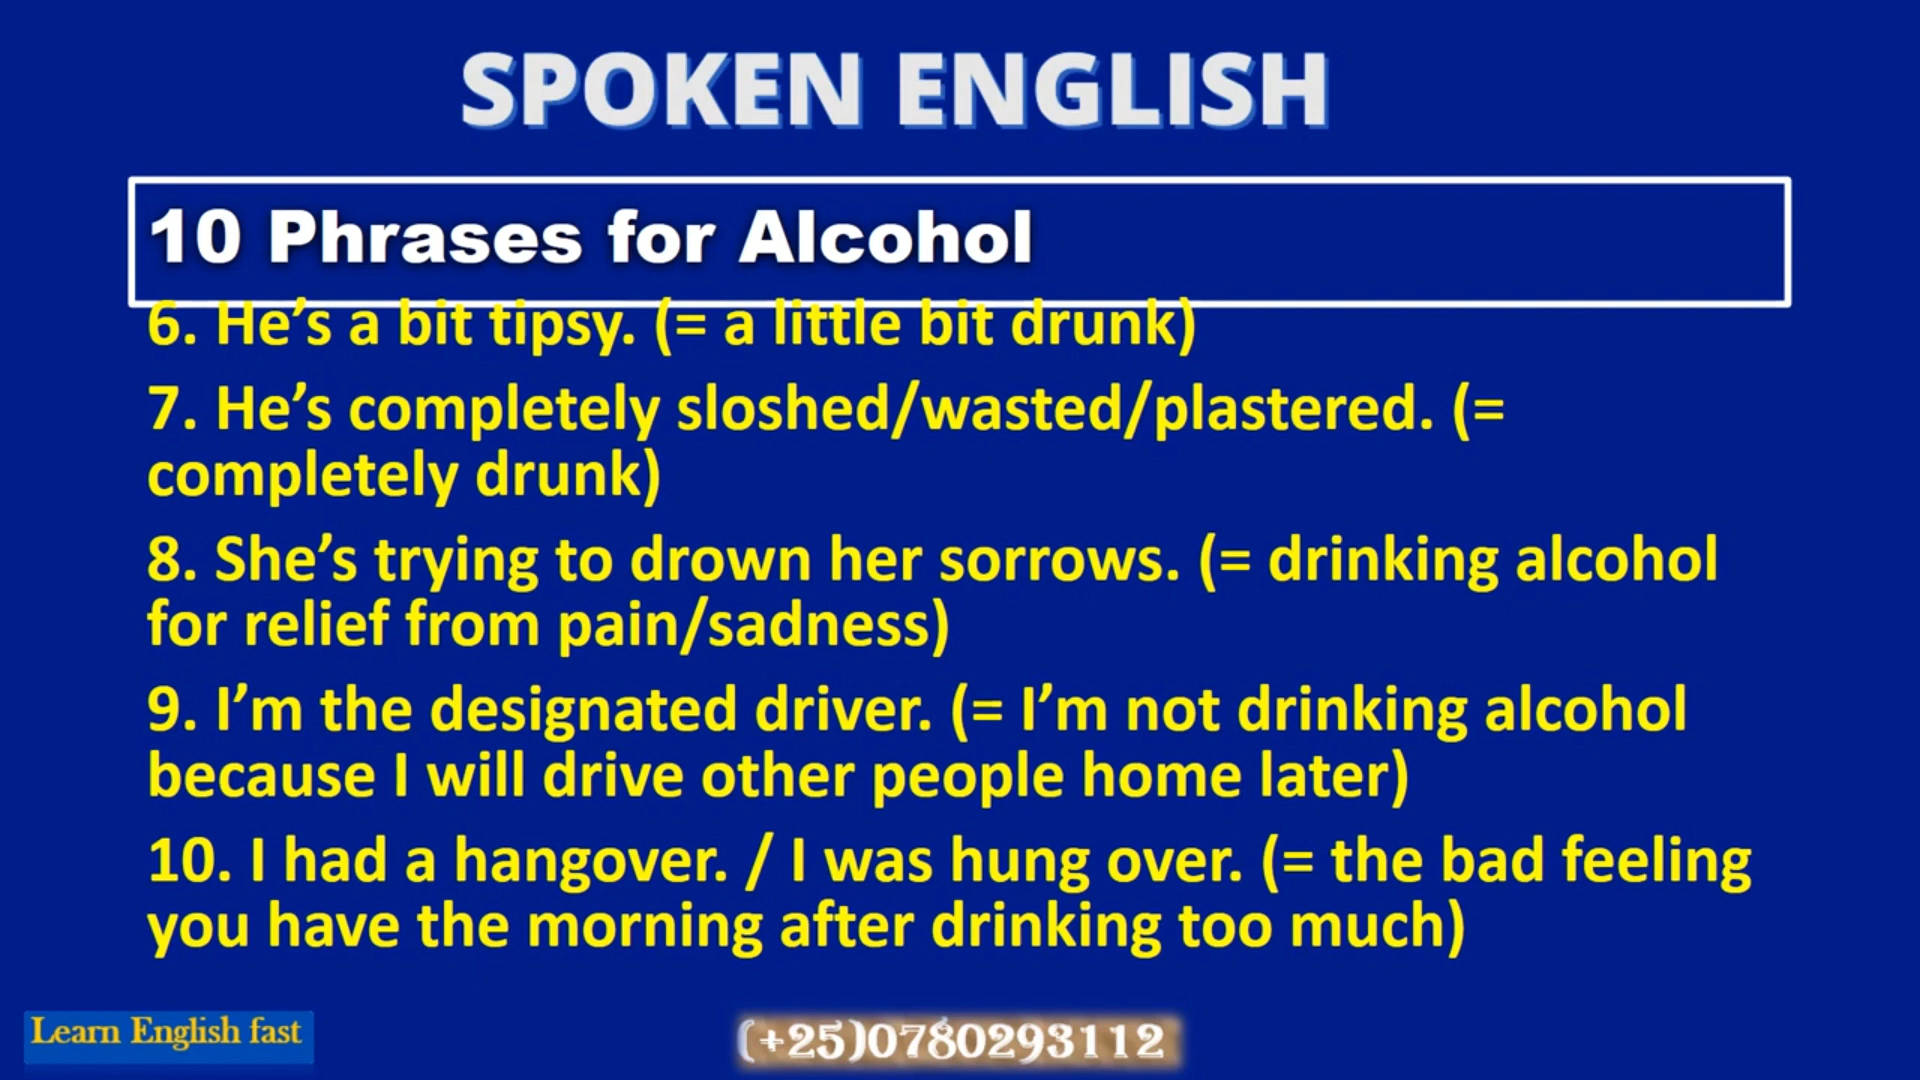 SPOKEN ENGLISH
10 Phrases for Alcohol
6. He’s a bit tipsy. (= a little bit drunk)
7. He’s completely sloshed/wasted/plastered. (=
completely drunk)
8. She’s trying to drown her sorrows. (= drinking alcohol
for relief from pain/sadness)
9. I’m the designated driver. (= I’m not drinking alcohol
because I will drive other people home later)
10. I had a hangover. / I was hung over. (= the bad feeling
you have the morning after drinking too much)
Learn English fast
(+25)0780293112